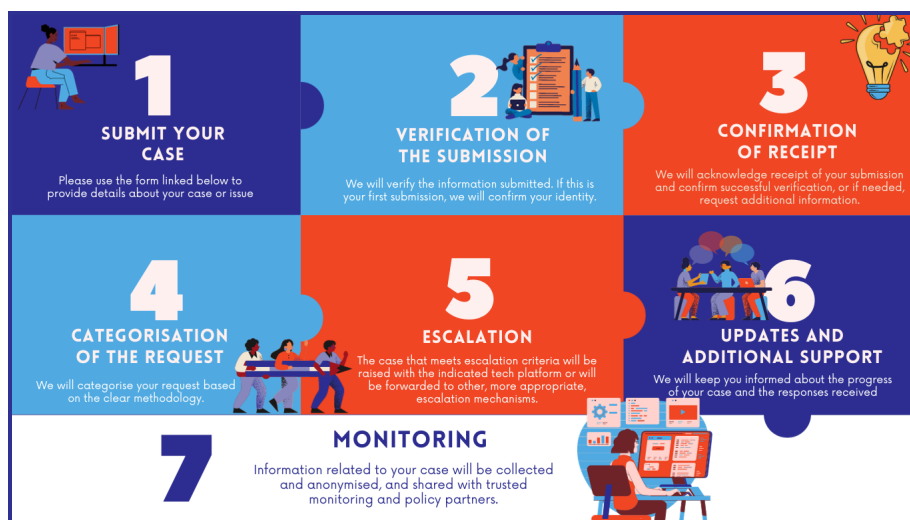 1
SUBMIT YOUR
CASE
Please use the form linked below to
provide details about your case or issue
2
VERIFICATION OF
THE SUBMISSION
We will verify the information submitted. If this is
your first submission, we will confirm your identity.
3
CONFIRMATION
OF RECEIPT
We will acknowledge receipt of your submission
and confirm successful verification, or if needed,
request additional information.
4
CATEGORISATION
OF THE REQUEST
We will categorise your request based
on the clear methodology.
5
ESCALATION
The case that meets escalation criteria will be
raised with the indicated tech platform or will
be forwarded to other, more appropriate,
escalation mechanisms.
6
UPDATES AND
ADDITIONAL SUPPORT
We will keep you informed about the progress
of your case and the responses received
7
MONITORING
Information related to your case will be collected
and anonymised, and shared with trusted
monitoring and policy partners.